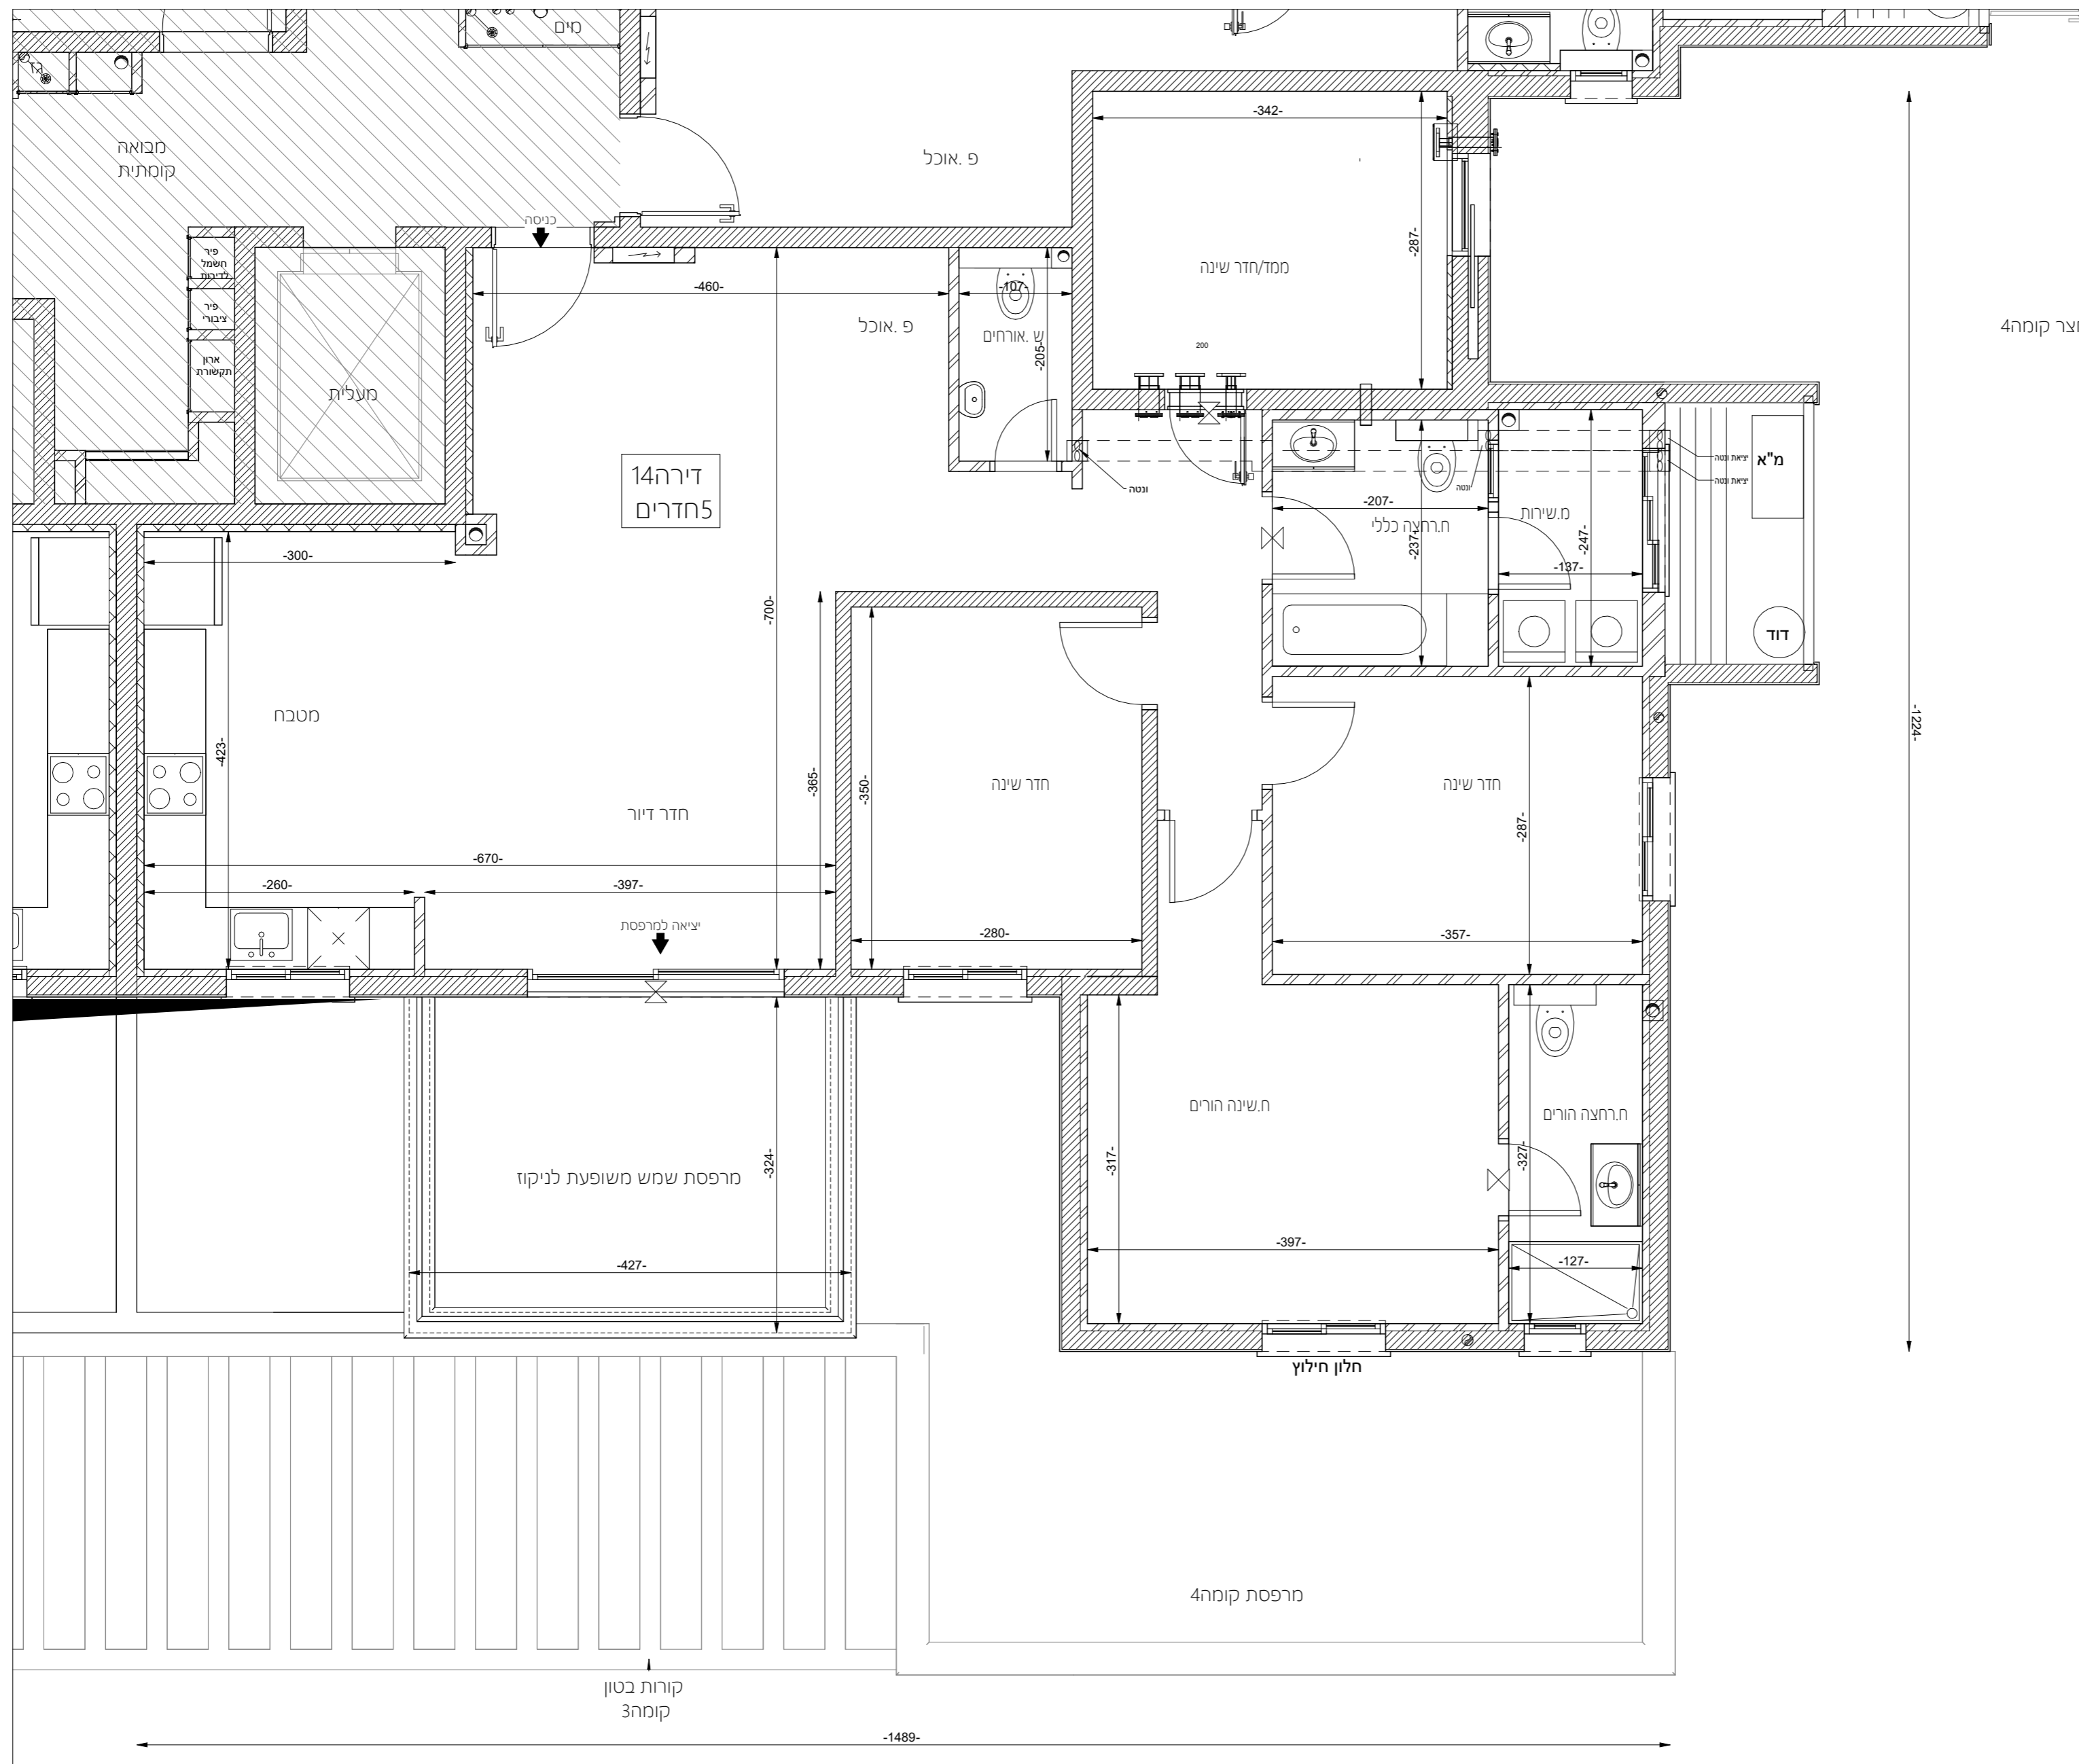 מים
גז
מבואה
קומתית
פ .אוכל
-342-
כניסה
-287-
ממד/חדר שינה
פיר
חשמל
לדירות
פיר
ציבורי
ארון
תקשורת
מעלית
-460-
-107-
פ .אוכל
ש .אורחים
-205-
200
דירה14
5חדרים
ונטה
ונטה
יציאת ונטה
יציאת ונטה
מ"א
-207-
ח.רחצה כללי
-237-
מ.שירות
-247-
-137-
דוד
-300-
-700-
-423-
מטבח
-365-
-350-
חדר שינה
חדר שינה
-287-
-1224-
חדר דיור
-670-
-260-
-397-
יציאה למרפסת
-280-
-357-
ח.שינה הורים
ח.רחצה הורים
-317-
-327-
מרפסת שמש משופעת לניקוז
-324-
-427-
-397-
-127-
חלון חילוץ
מרפסת קומה4
קורות בטון
קומה3
-1489-